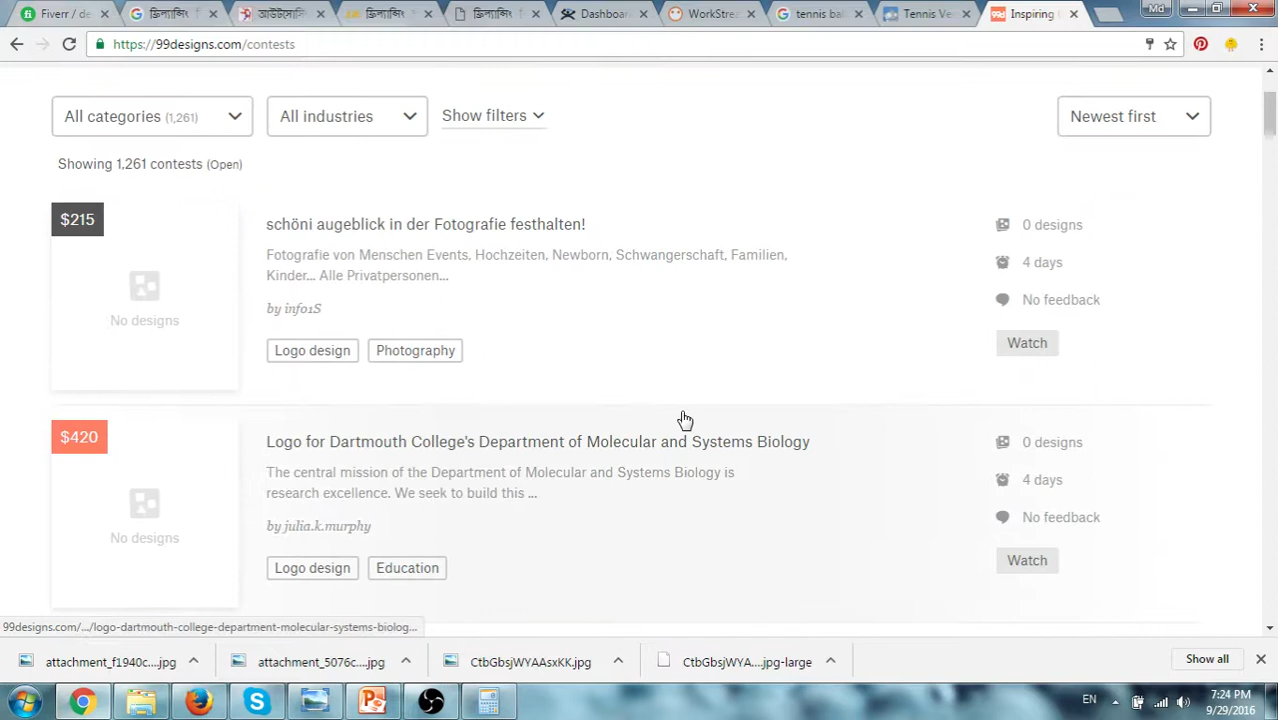 Fiverr / de
ফ্রিল্যান্সিং
আউটসোর্সি
ফ্রিল্যান্সিং
ফ্রিল্যান্সিং
Dashboar
WorkStre
tennis bal
Tennis Ve
Inspiring
Md
https://99designs.com/contests
All categories (1,261)
All industries
Show filters
Newest first
Showing 1,261 contests (Open)
$215
schöni augeblick in der Fotografie festhalten!
0 designs
Fotografie von Menschen Events, Hochzeiten, Newborn, Schwangerschaft, Familien,
4 days
Kinder... Alle Privatpersonen...
No designs
by info1S
No feedback
Logo design
Photography
Watch
$420
Logo for Dartmouth College's Department of Molecular and Systems Biology
0 designs
The central mission of the Department of Molecular and Systems Biology is
4 days
research excellence. We seek to build this ...
No designs
by julia.k.murphy
No feedback
Logo design
Education
Watch
99designs.com/.../logo-dartmouth-college-department-molecular-systems-biolog...
attachment_f1940c....jpg
attachment_5076c....jpg
CtbGbsjWYAAsxKK.jpg
CtbGbsjWYA....jpg-large
Show all
EN
7:24 PM
9/29/2016